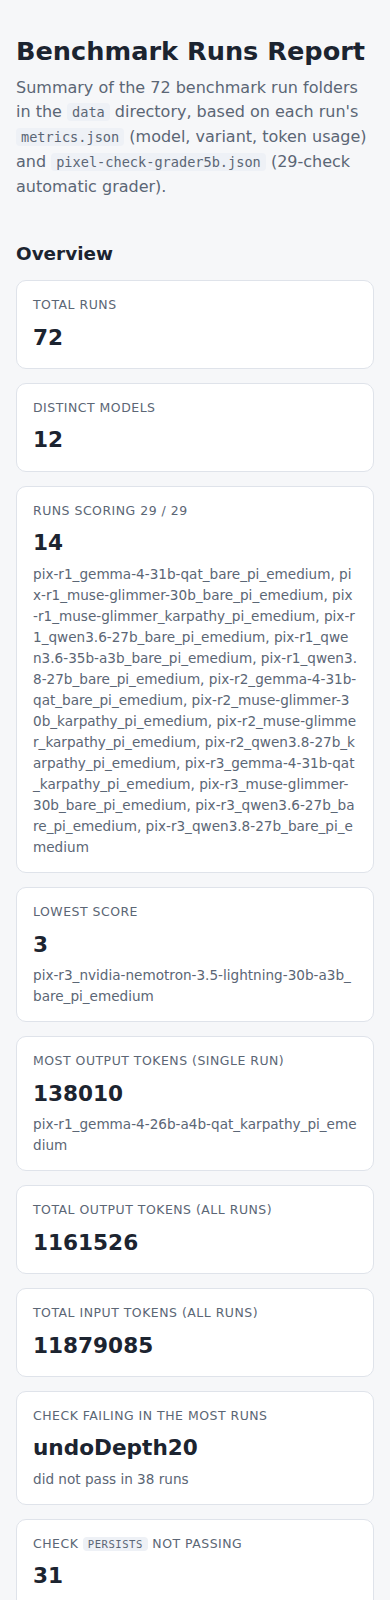 Benchmark Runs Report
Summary of the 72 benchmark run folders
in the data directory, based on each run's
metrics.json (model, variant, token usage)
and pixel-check-grader5b.json (29-check
automatic grader).
Overview
TOTAL RUNS
72
DISTINCT MODELS
12
RUNS SCORING 29 / 29
14
pix-r1_gemma-4-31b-qat_bare_pi_emedium, pi
x-r1_muse-glimmer-30b_bare_pi_emedium, pix
-r1_muse-glimmer_karpathy_pi_emedium, pix-r
1_qwen3.6-27b_bare_pi_emedium, pix-r1_qwe
n3.6-35b-a3b_bare_pi_emedium, pix-r1_qwen3.
8-27b_bare_pi_emedium, pix-r2_gemma-4-31b-
qat_bare_pi_emedium, pix-r2_muse-glimmer-3
0b_karpathy_pi_emedium, pix-r2_muse-glimme
r_karpathy_pi_emedium, pix-r2_qwen3.8-27b_k
arpathy_pi_emedium, pix-r3_gemma-4-31b-qat
_karpathy_pi_emedium, pix-r3_muse-glimmer-
30b_bare_pi_emedium, pix-r3_qwen3.6-27b_ba
re_pi_emedium, pix-r3_qwen3.8-27b_bare_pi_e
medium
LOWEST SCORE
3
pix-r3_nvidia-nemotron-3.5-lightning-30b-a3b_
bare_pi_emedium
MOST OUTPUT TOKENS (SINGLE RUN)
138010
pix-r1_gemma-4-26b-a4b-qat_karpathy_pi_eme
dium
TOTAL OUTPUT TOKENS (ALL RUNS)
1161526
TOTAL INPUT TOKENS (ALL RUNS)
11879085
CHECK FAILING IN THE MOST RUNS
undoDepth20
did not pass in 38 runs
CHECK PERSISTS NOT PASSING
31